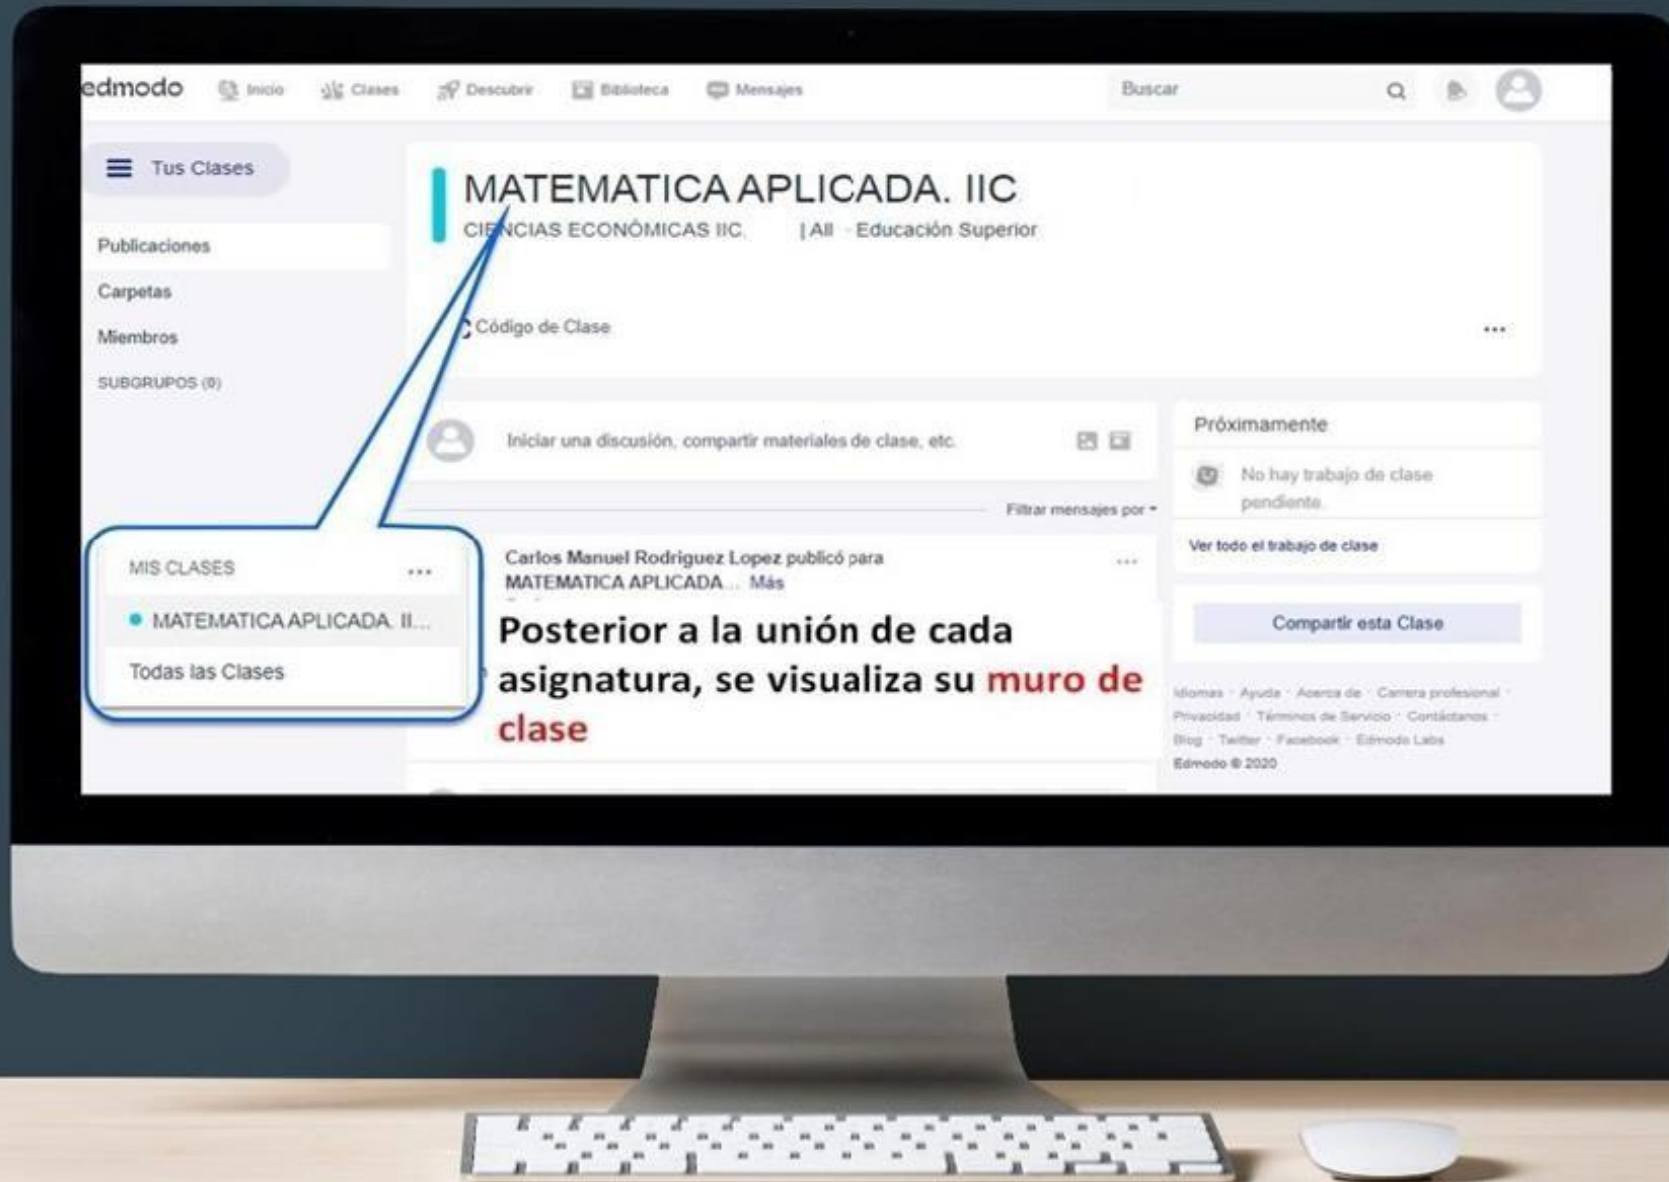 edmodo Inicio Clases Descubrir Biblioteca Mensajes Buscar
Tus Clases
Publicaciones
Carpetas
Miembros
SUBGRUPOS (0)
MATEMATICA APLICADA. IIC
CIENCIAS ECONÓMICAS IIC. | All - Educación Superior
Código de Clase
Iniciar una discusión, compartir materiales de clase, etc.
Filtrar mensajes por
MIS CLASES
MATEMATICA APLICADA. II...
Todas las Clases
Carlos Manuel Rodriguez Lopez publicó para
MATEMATICA APLICADA... Más
Posterior a la unión de cada
asignatura, se visualiza su muro de
clase
Próximamente
No hay trabajo de clase
pendiente.
Ver todo el trabajo de clase
Compartir esta Clase
Idiomas · Ayuda · Acerca de · Carrera profesional ·
Privacidad · Términos de Servicio · Contáctanos ·
Blog · Twitter · Facebook · Edmodo Labs
Edmodo © 2020